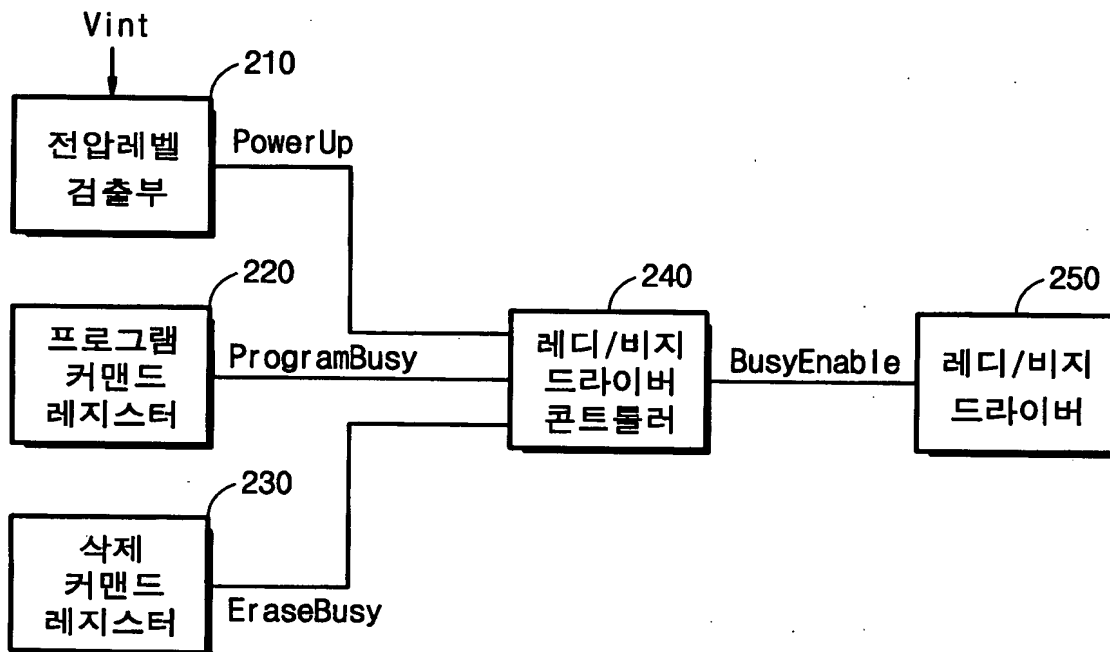 Vint
210
전압레벨
검출부
PowerUp
220
프로그램
커맨드
레지스터
ProgramBusy
230
삭제
커맨드
레지스터
EraseBusy
240
레디/비지
드라이버
콘트롤러
BusyEnable
250
레디/비지
드라이버